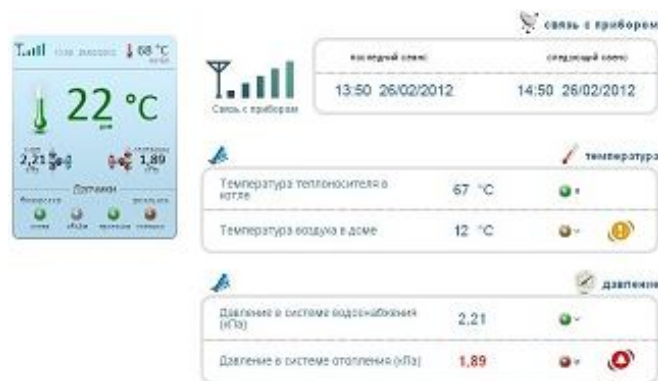 68 °C
22 °C
2,21
1,89
Датчики
связь с прибором
Связь с прибором
последний сеанс
следующий сеанс
13:50 26/02/2012
14:50 26/02/2012
температура
Температура теплоносителя в
котле
67 °C
Температура воздуха в доме
12 °C
давление
Давление в системе водоснабжения
(кПа)
2,21
Давление в системе отопления (кПа)
1,89